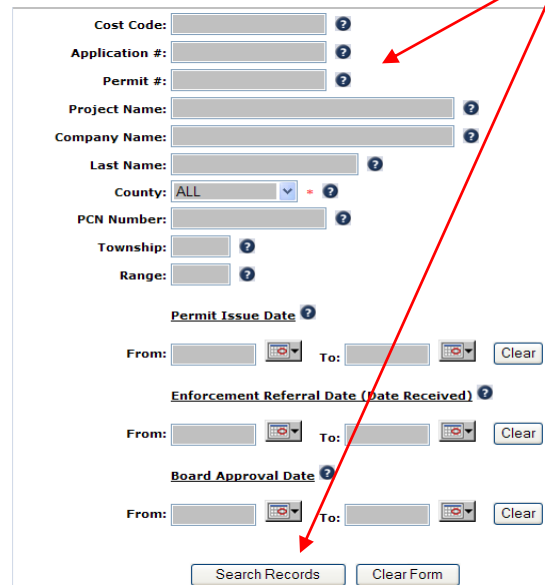 Cost Code: ?
Application #: ?
Permit #: ?
Project Name: ?
Company Name: ?
Last Name: ?
County: ALL * ?
PCN Number: ?
Township: ?
Range: ?
Permit Issue Date ?
From: To: Clear
Enforcement Referral Date (Date Received) ?
From: To: Clear
Board Approval Date ?
From: To: Clear
Search Records Clear Form